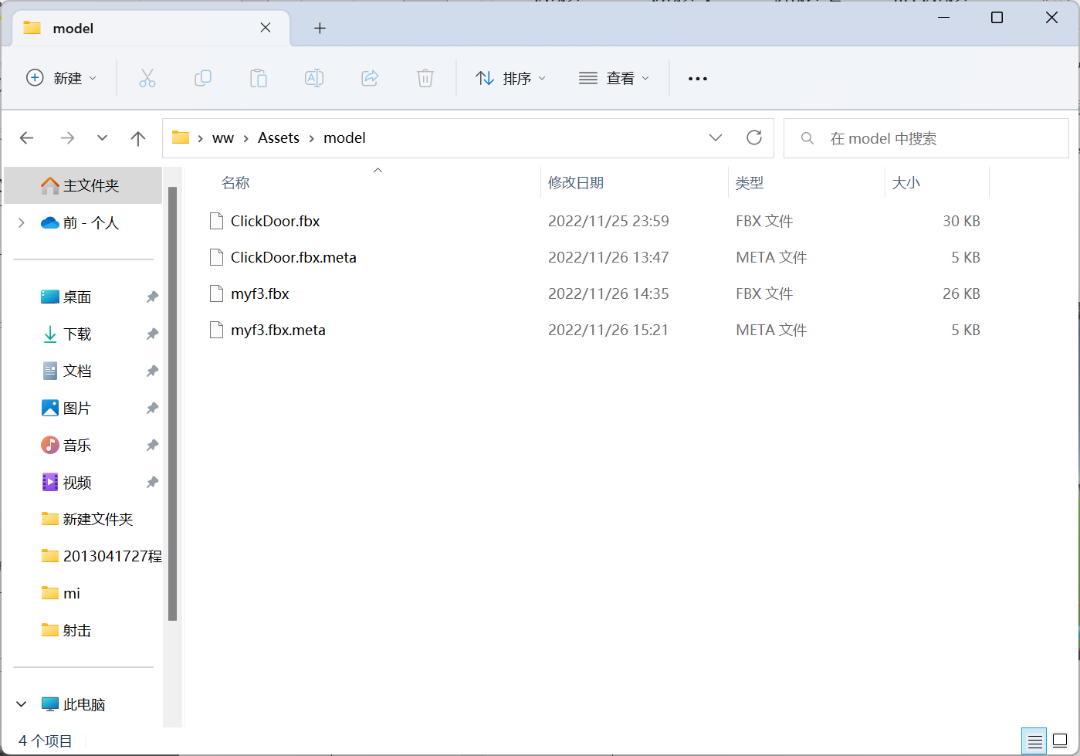 model
新建
排序
查看
ww > Assets > model
在 model 中搜索
名称 修改日期 类型 大小
ClickDoor.fbx 2022/11/25 23:59 FBX 文件 30 KB
ClickDoor.fbx.meta 2022/11/26 13:47 META 文件 5 KB
myf3.fbx 2022/11/26 14:35 FBX 文件 26 KB
myf3.fbx.meta 2022/11/26 15:21 META 文件 5 KB
主文件夹
前 - 个人
桌面
下载
文档
图片
音乐
视频
新建文件夹
2013041727程
mi
射击
此电脑
4 个项目